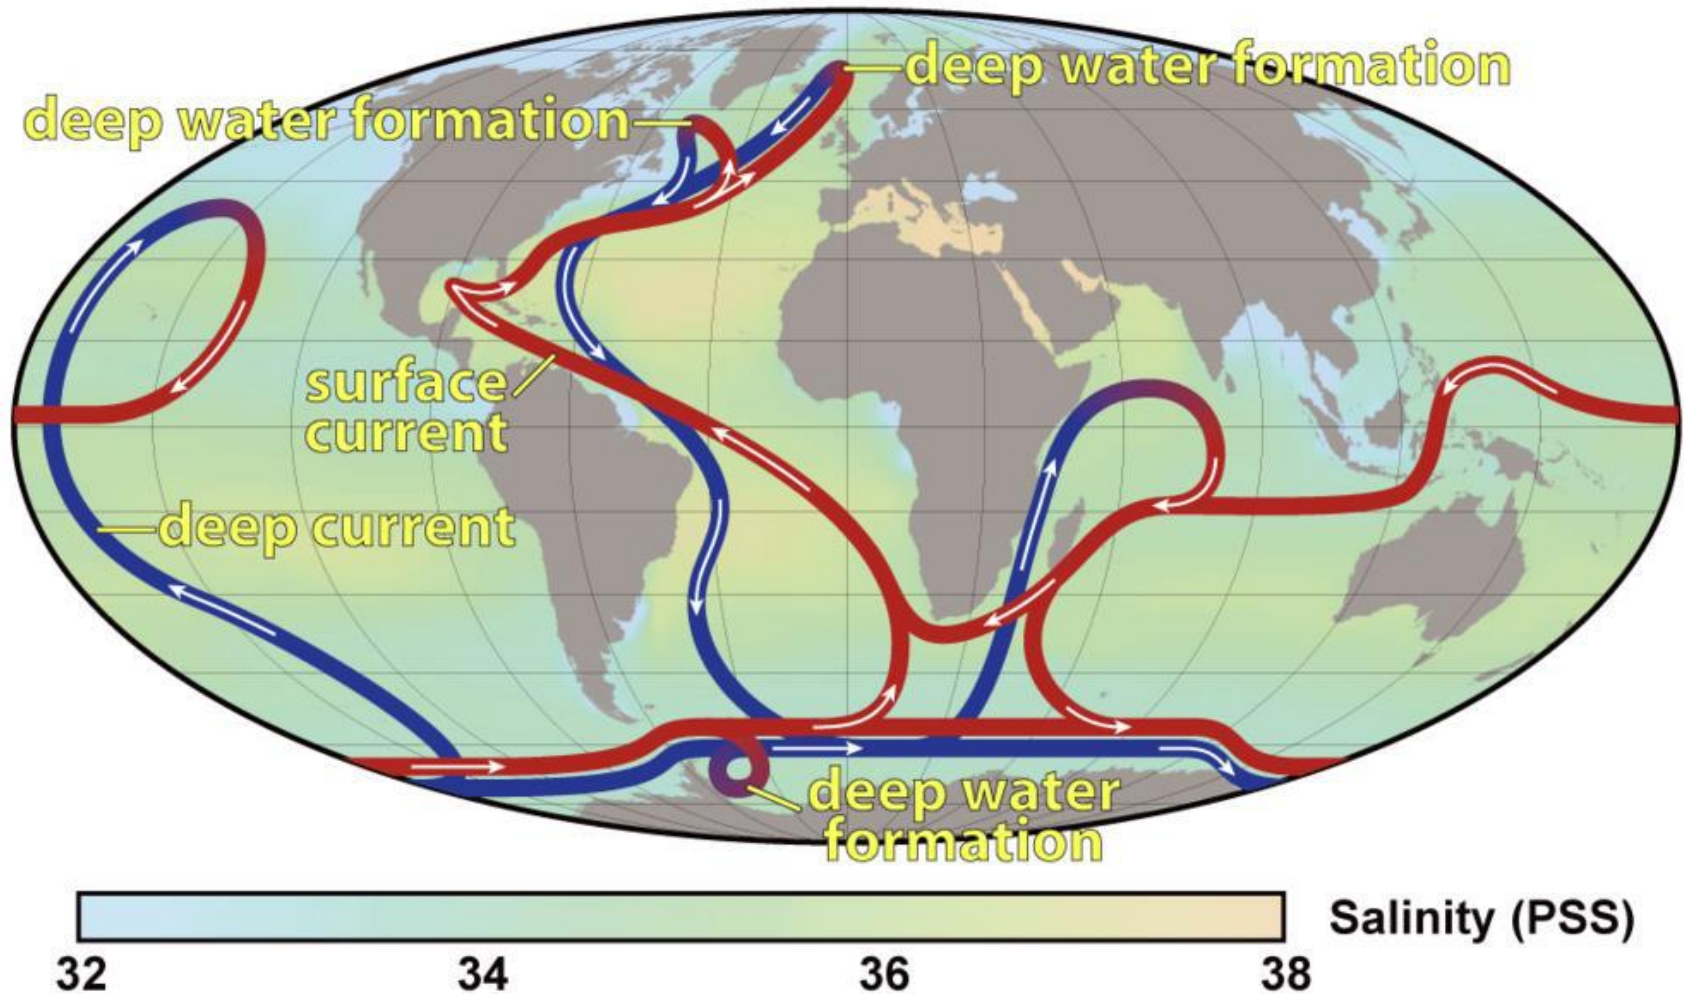 deep water formation
deep water formation
surface
current
deep current
deep water
formation
Salinity (PSS)
32 34 36 38